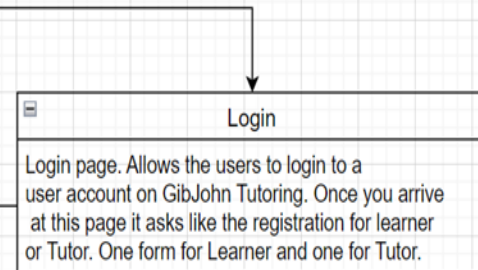 Login
Login page. Allows the users to login to a
user account on GibJohn Tutoring. Once you arrive
at this page it asks like the registration for learner
or Tutor. One form for Learner and one for Tutor.